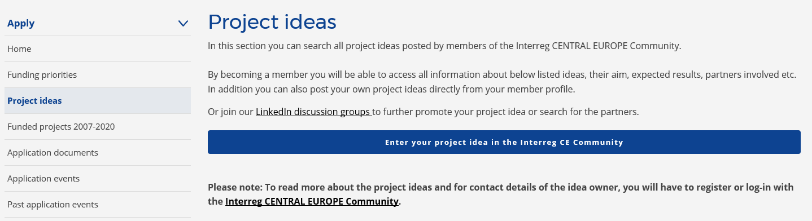 Apply
Home
Funding priorities
Project ideas
Funded projects 2007-2020
Application documents
Application events
Past application events
Project ideas
In this section you can search all project ideas posted by members of the Interreg CENTRAL EUROPE Community.
By becoming a member you will be able to access all information about below listed ideas, their aim, expected results, partners involved etc.
In addition you can also post your own project ideas directly from your member profile.
Or join our LinkedIn discussion groups to further promote your project idea or search for the partners.
Enter your project idea in the Interreg CE Community
Please note: To read more about the project ideas and for contact details of the idea owner, you will have to register or log-in with
the Interreg CENTRAL EUROPE Community.